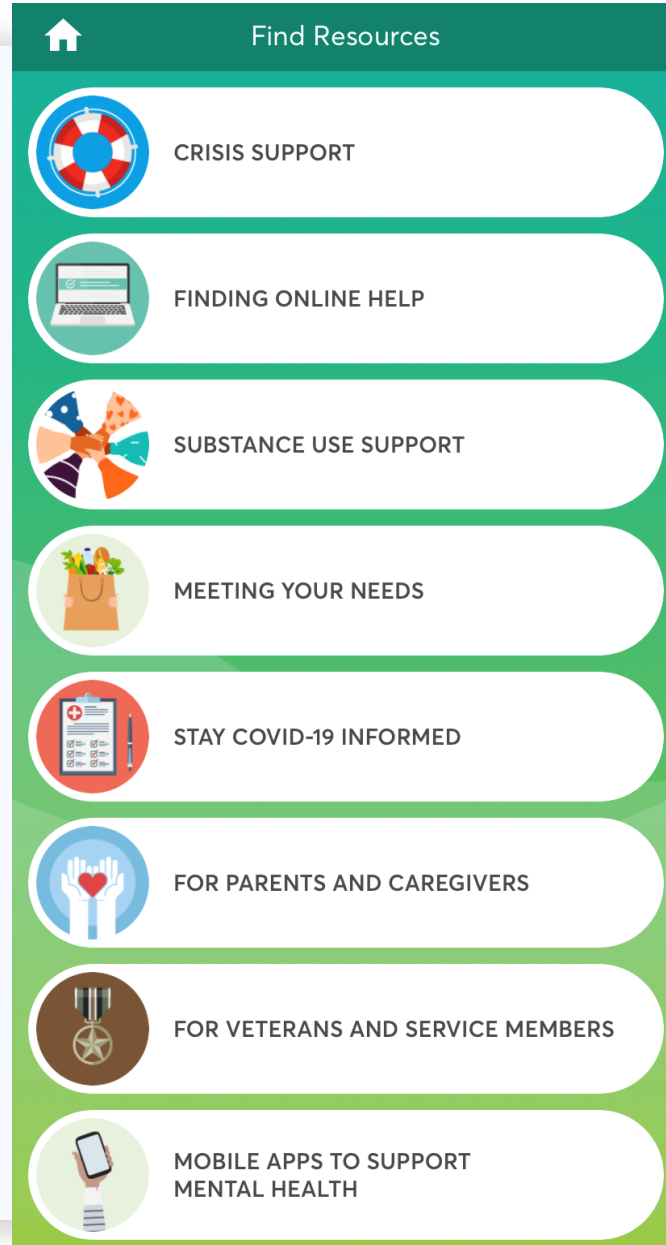 Find Resources
CRISIS SUPPORT
FINDING ONLINE HELP
SUBSTANCE USE SUPPORT
MEETING YOUR NEEDS
STAY COVID-19 INFORMED
FOR PARENTS AND CAREGIVERS
FOR VETERANS AND SERVICE MEMBERS
MOBILE APPS TO SUPPORT
MENTAL HEALTH